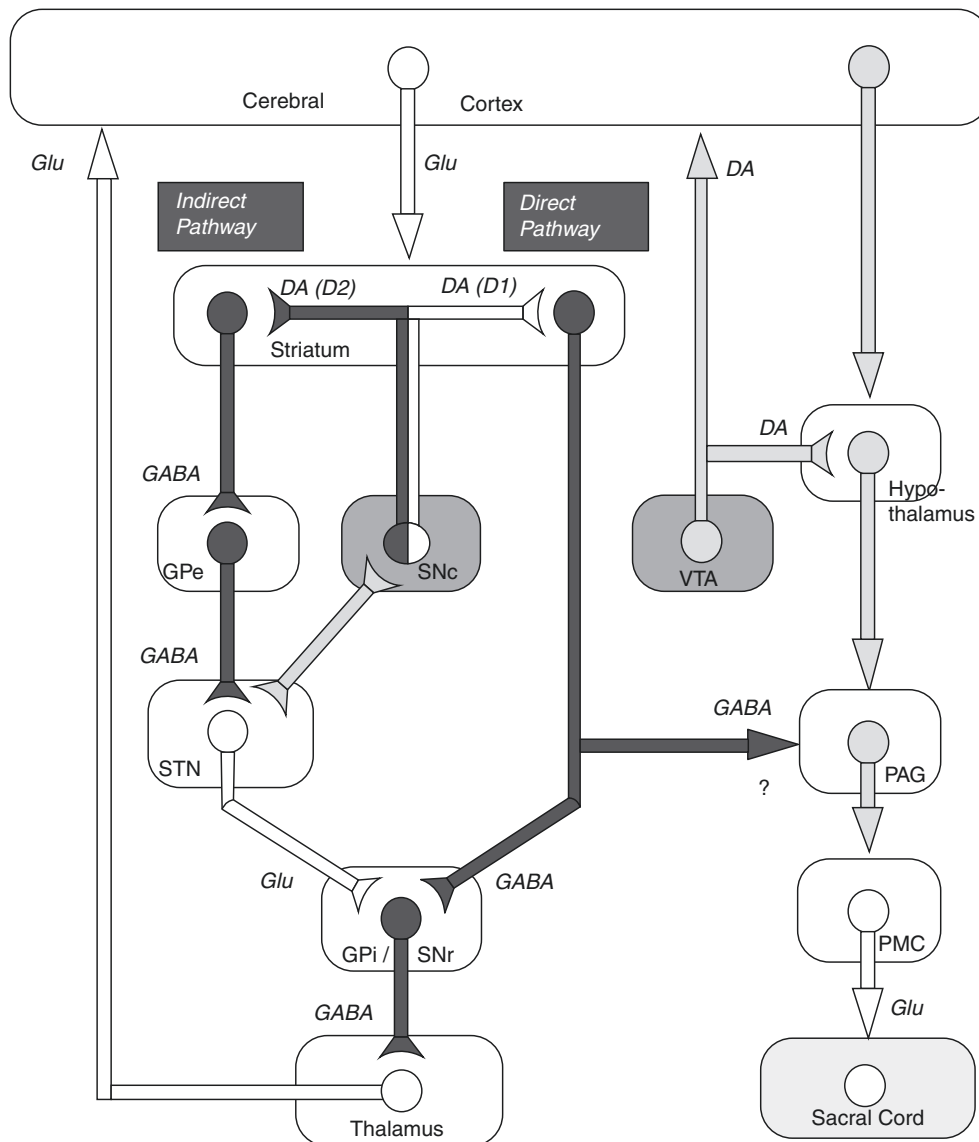 Cerebral Cortex
Glu
Glu
DA
Indirect
Pathway
Direct
Pathway
DA (D2)
DA (D1)
Striatum
DA
GABA
Hypo-
thalamus
GPe
SNc
VTA
GABA
GABA
STN
PAG
?
Glu
GABA
GPi /
SNr
PMC
GABA
Glu
Thalamus
Sacral Cord